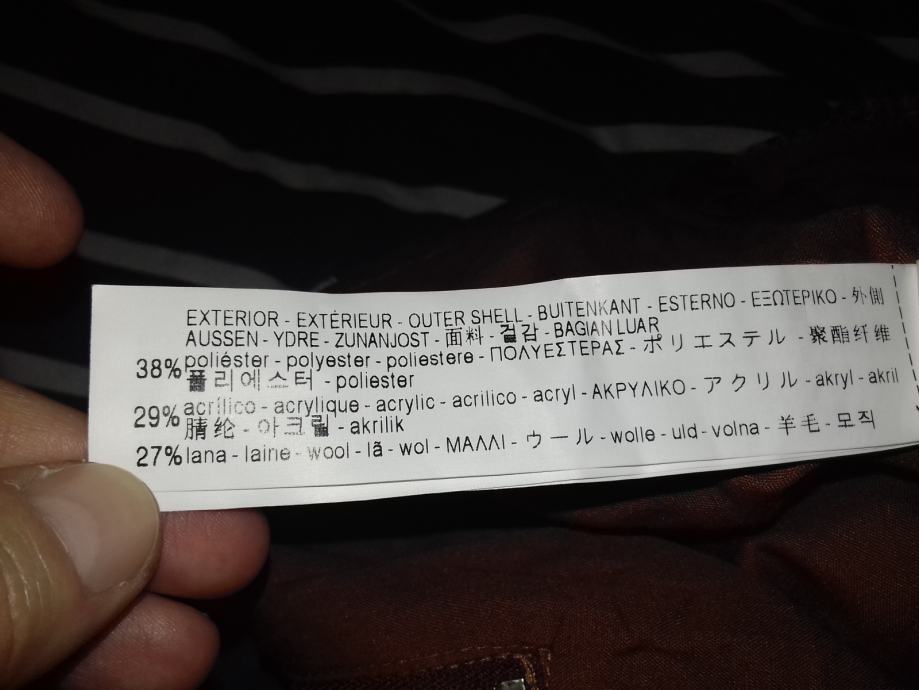 EXTERIOR - EXTÉRIEUR - OUTER SHELL - BUITENKANT - ESTERNO - ΕΞΩΤΕΡΙΚΟ - 外側
AUSSEN - YDRE - ZUNANJOST - 面料 - 겉감 - BAGIAN LUAR
38% poliéster - polyester - poliestere - ΠΟΛΥΕΣΤΕΡΑΣ - ポリエステル - 聚酯纤维
폴리에스터 - poliester
29% acrílico - acrylique - acrylic - acrilico - acryl - ΑΚΡΥΛΙΚΟ - アクリル - akryl - akril
腈纶 - 아크릴 - akrilik
27% lana - laine - wool - lã - wol - ΜΑΛΛΙ - ウール - wolle - uld - volna - 羊毛 - 모직